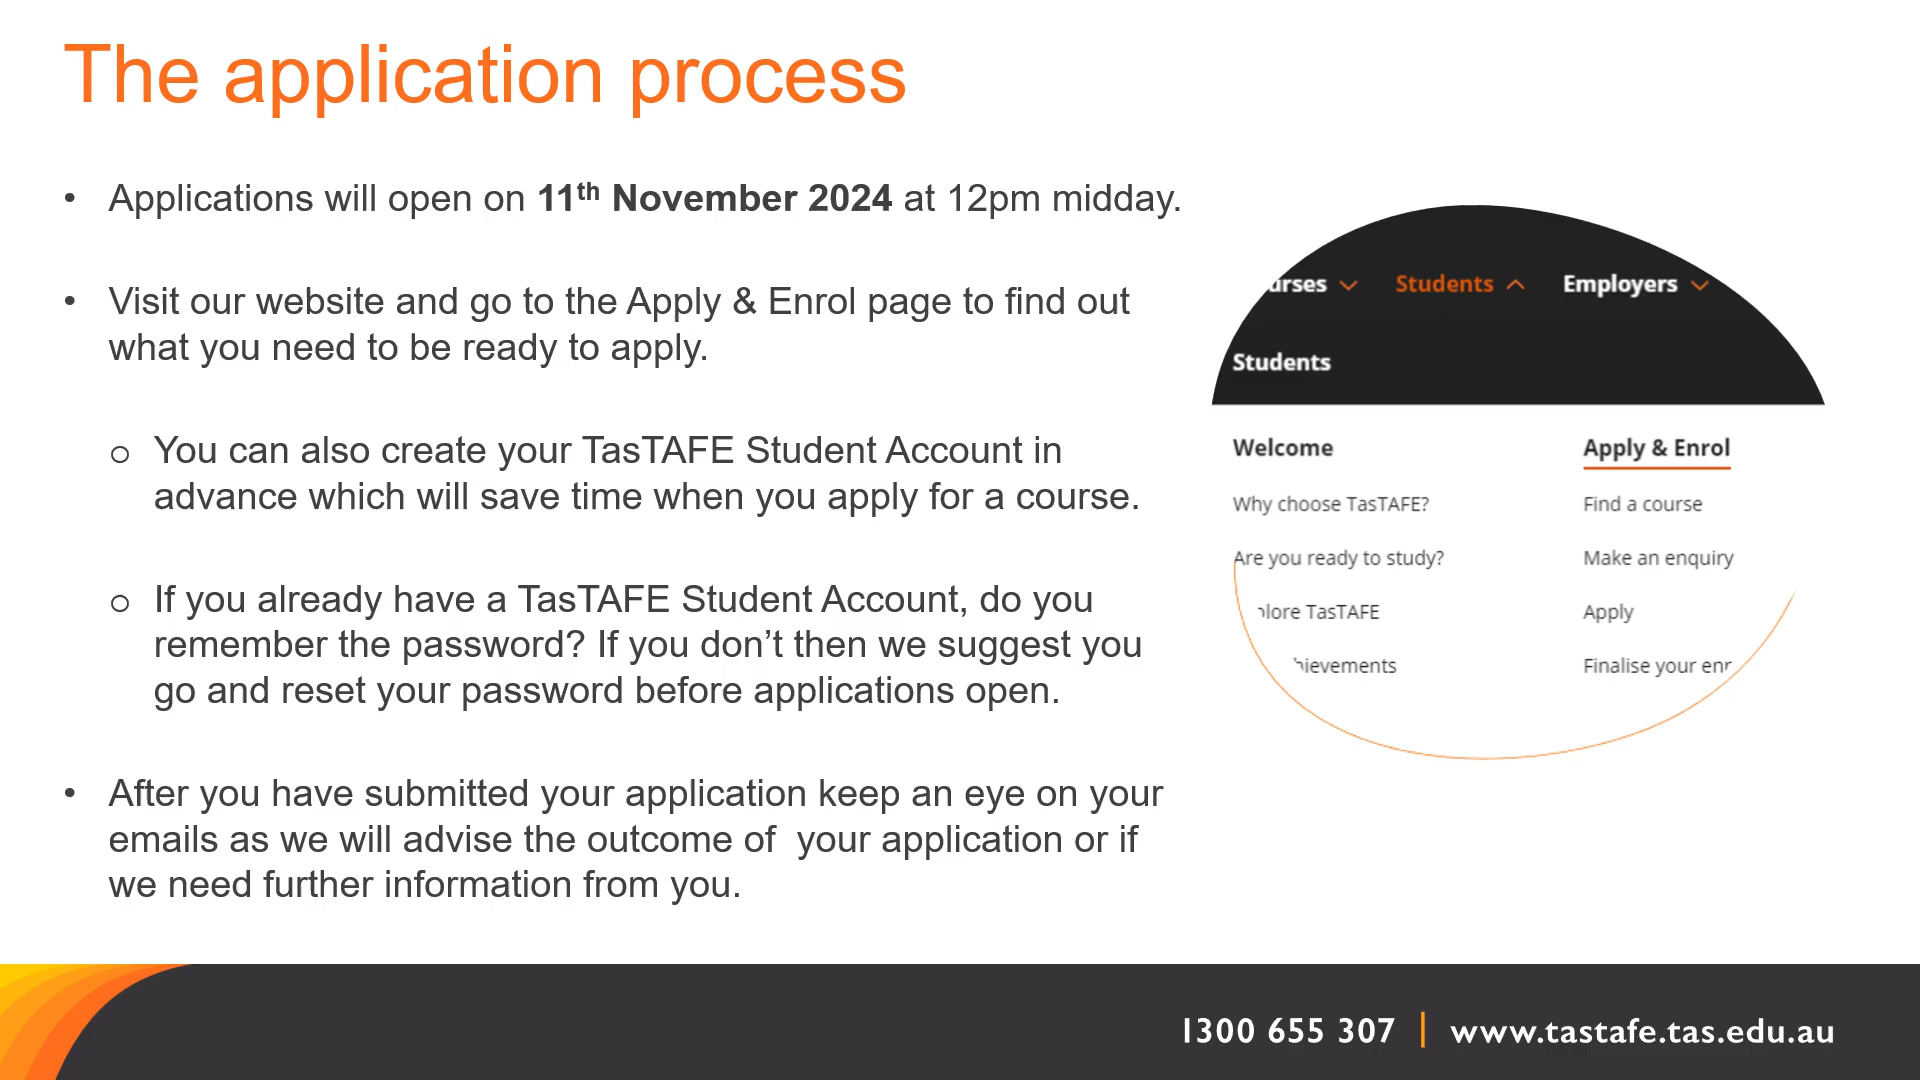 The application process
• Applications will open on 11th November 2024 at 12pm midday.
• Visit our website and go to the Apply & Enrol page to find out
what you need to be ready to apply.
o You can also create your TasTAFE Student Account in
advance which will save time when you apply for a course.
o If you already have a TasTAFE Student Account, do you
remember the password? If you don’t then we suggest you
go and reset your password before applications open.
• After you have submitted your application keep an eye on your
emails as we will advise the outcome of  your application or if
we need further information from you.
Students Employers
Students
Welcome Apply & Enrol
Why choose TasTAFE? Find a course
Are you ready to study? Make an enquiry
TasTAFE Apply
Finalise your
1300 655 307 | www.tastafe.tas.edu.au